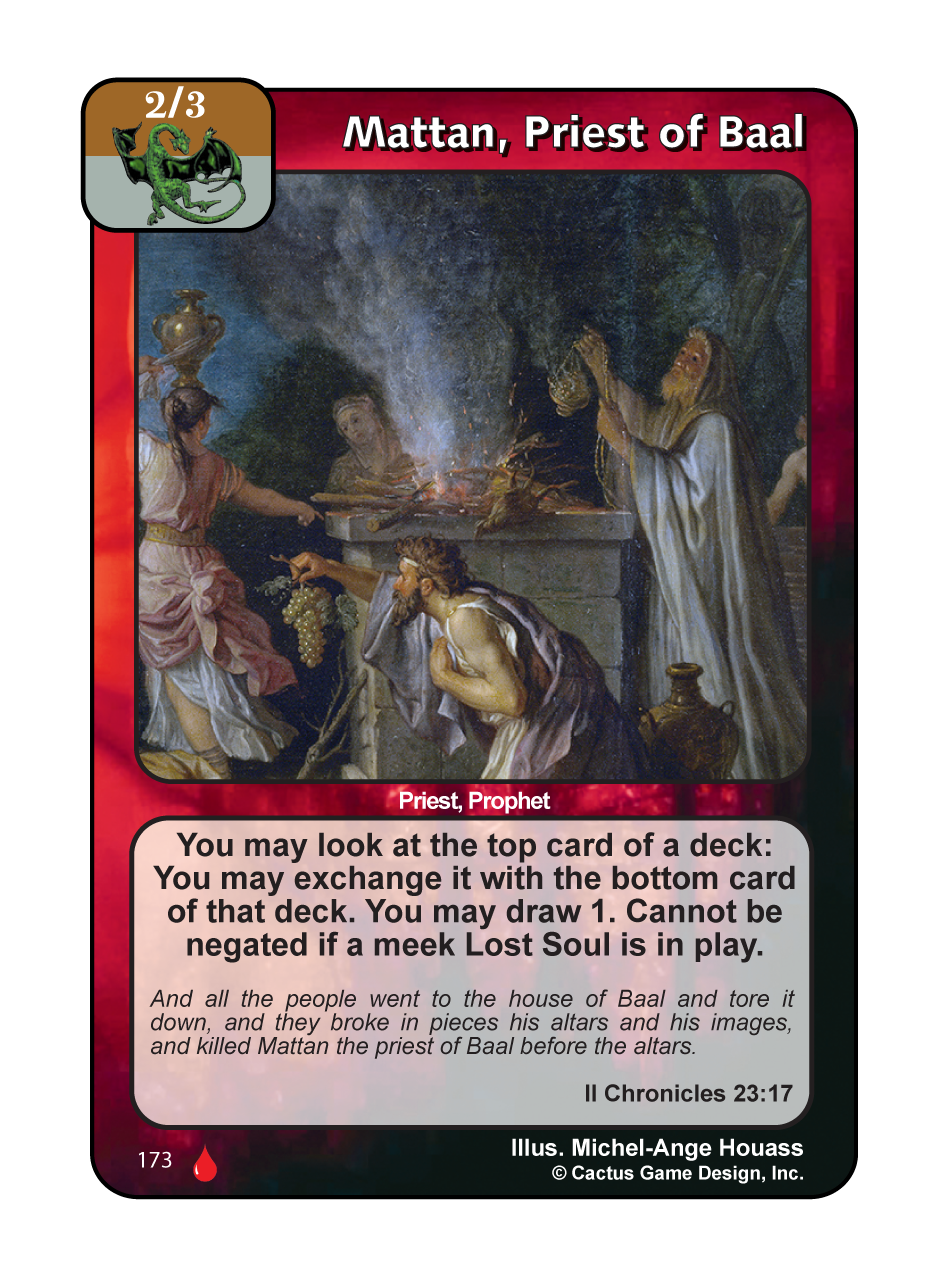 2/3
Mattan, Priest of Baal
Priest, Prophet
You may look at the top card of a deck:
You may exchange it with the bottom card
of that deck. You may draw 1. Cannot be
negated if a meek Lost Soul is in play.
And all the people went to the house of Baal and tore it
down, and they broke in pieces his altars and his images,
and killed Mattan the priest of Baal before the altars.
II Chronicles 23:17
Illus. Michel-Ange Houass
173
© Cactus Game Design, Inc.